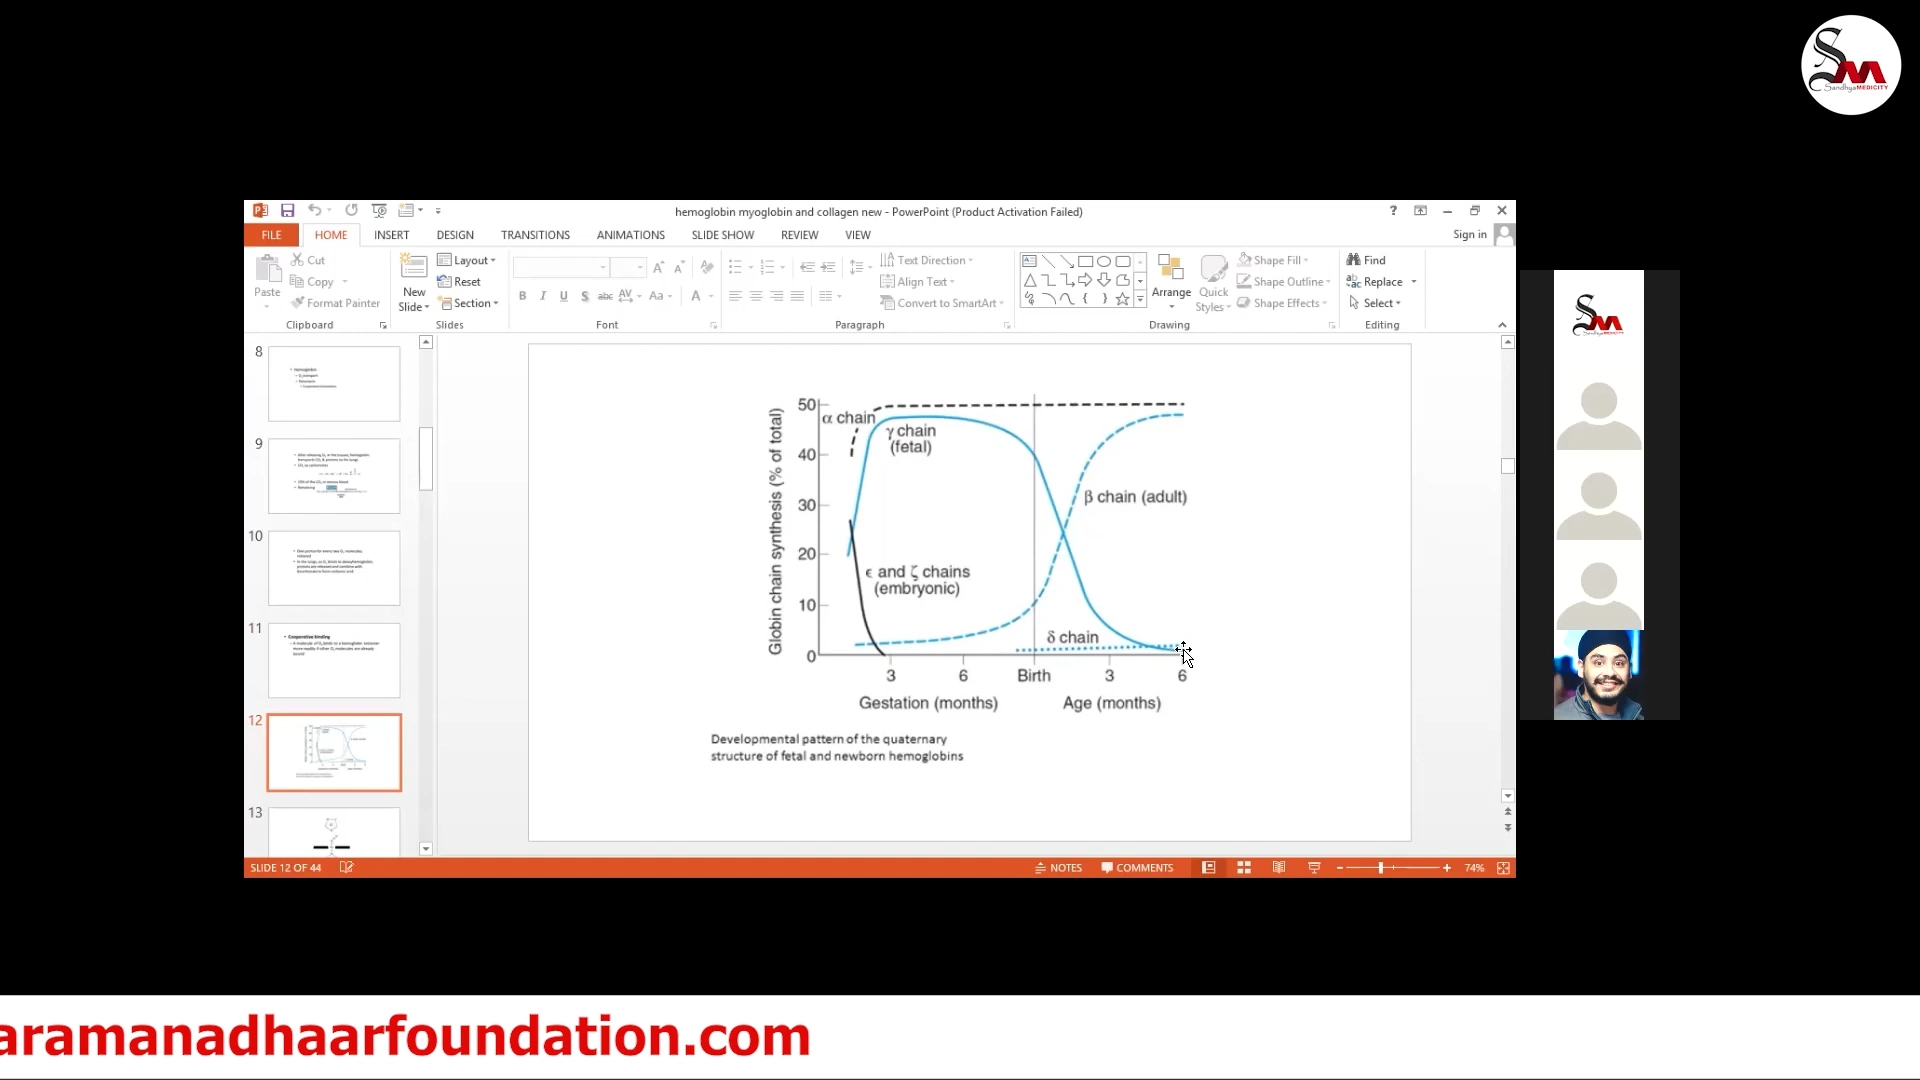 SM
SandhyaMEDICITY
hemoglobin myoglobin and collagen new - PowerPoint (Product Activation Failed)
FILE HOME INSERT DESIGN TRANSITIONS ANIMATIONS SLIDE SHOW REVIEW VIEW Sign in
Cut
Copy
Format Painter
Paste
Clipboard
New
Slide
Layout
Reset
Section
Slides
Font
Text Direction
Align Text
Convert to SmartArt
Paragraph
Arrange
Quick
Styles
Shape Fill
Shape Outline
Shape Effects
Drawing
Find
Replace
Select
Editing
8
9
10
11
Cooperative binding
12
13
Globin chain synthesis (% of total)
50
40
30
20
10
0
α chain
γ chain
(fetal)
β chain (adult)
ϵ and ζ chains
(embryonic)
δ chain
3 6 Birth 3 6
Gestation (months) Age (months)
Developmental pattern of the quaternary
structure of fetal and newborn hemoglobins
SLIDE 12 OF 44
NOTES COMMENTS 74%
aramanadhaarfoundation.com